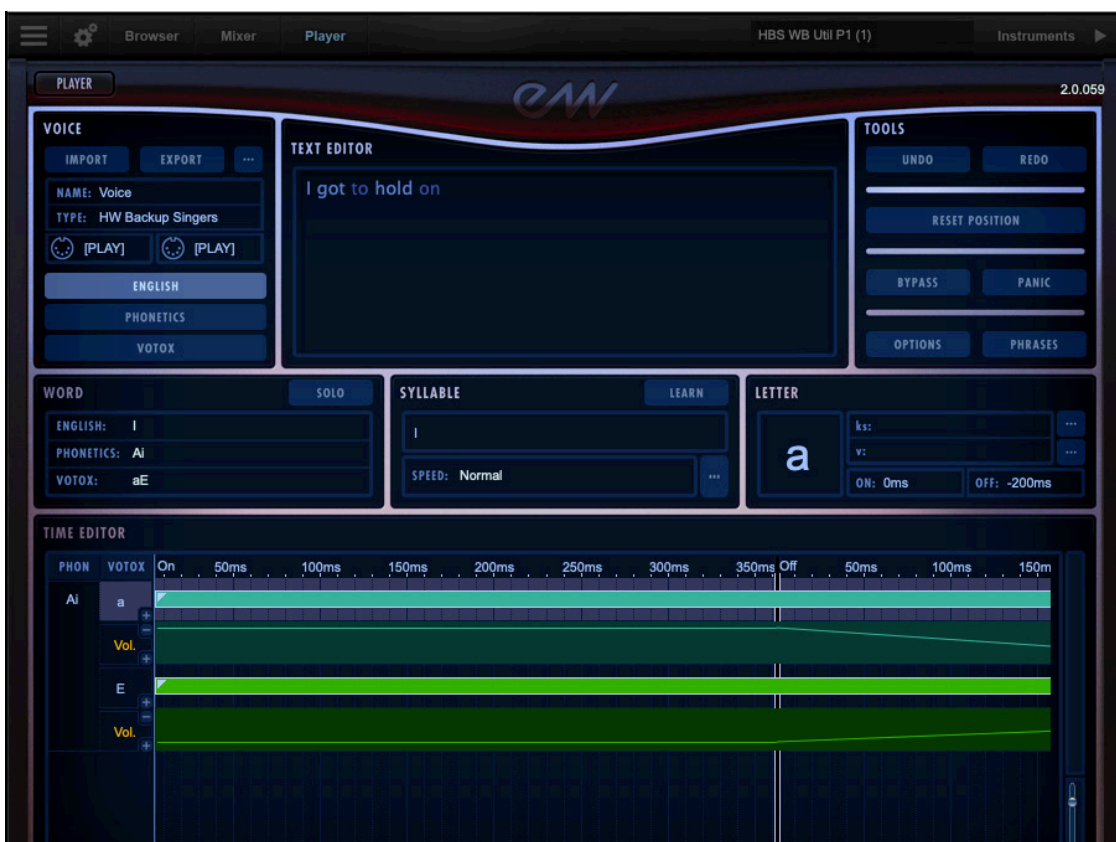 Browser Mixer Player HBS WB Util P1 (1) Instruments
PLAYER
ew
2.0.059
VOICE
IMPORT EXPORT ...
NAME: Voice
TYPE: HW Backup Singers
[PLAY] [PLAY]
ENGLISH
PHONETICS
VOTOX
TEXT EDITOR
I got to hold on
TOOLS
UNDO REDO
RESET POSITION
BYPASS PANIC
OPTIONS PHRASES
WORD SOLO
ENGLISH: I
PHONETICS: Ai
VOTOX: aE
SYLLABLE LEARN
I
SPEED: Normal ...
LETTER
a
ks: ...
v: ...
ON: 0ms OFF: -200ms
TIME EDITOR
PHON VOTOX On 50ms 100ms 150ms 200ms 250ms 300ms 350ms Off 50ms 100ms 150m
Ai a
Vol.
E
Vol.